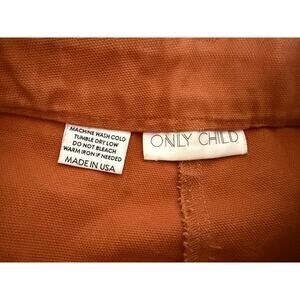 MACHINE WASH COLD
TUMBLE DRY LOW
DO NOT BLEACH
WARM IRON IF NEEDED
MADE IN USA
ONLY CHILD